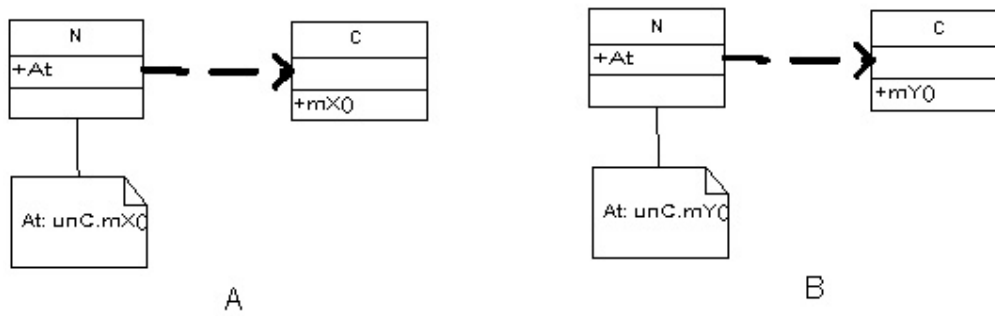 N
+At
C
+mX()
At: unC.mX()
A
N
+At
C
+mY()
At: unC.mY()
B